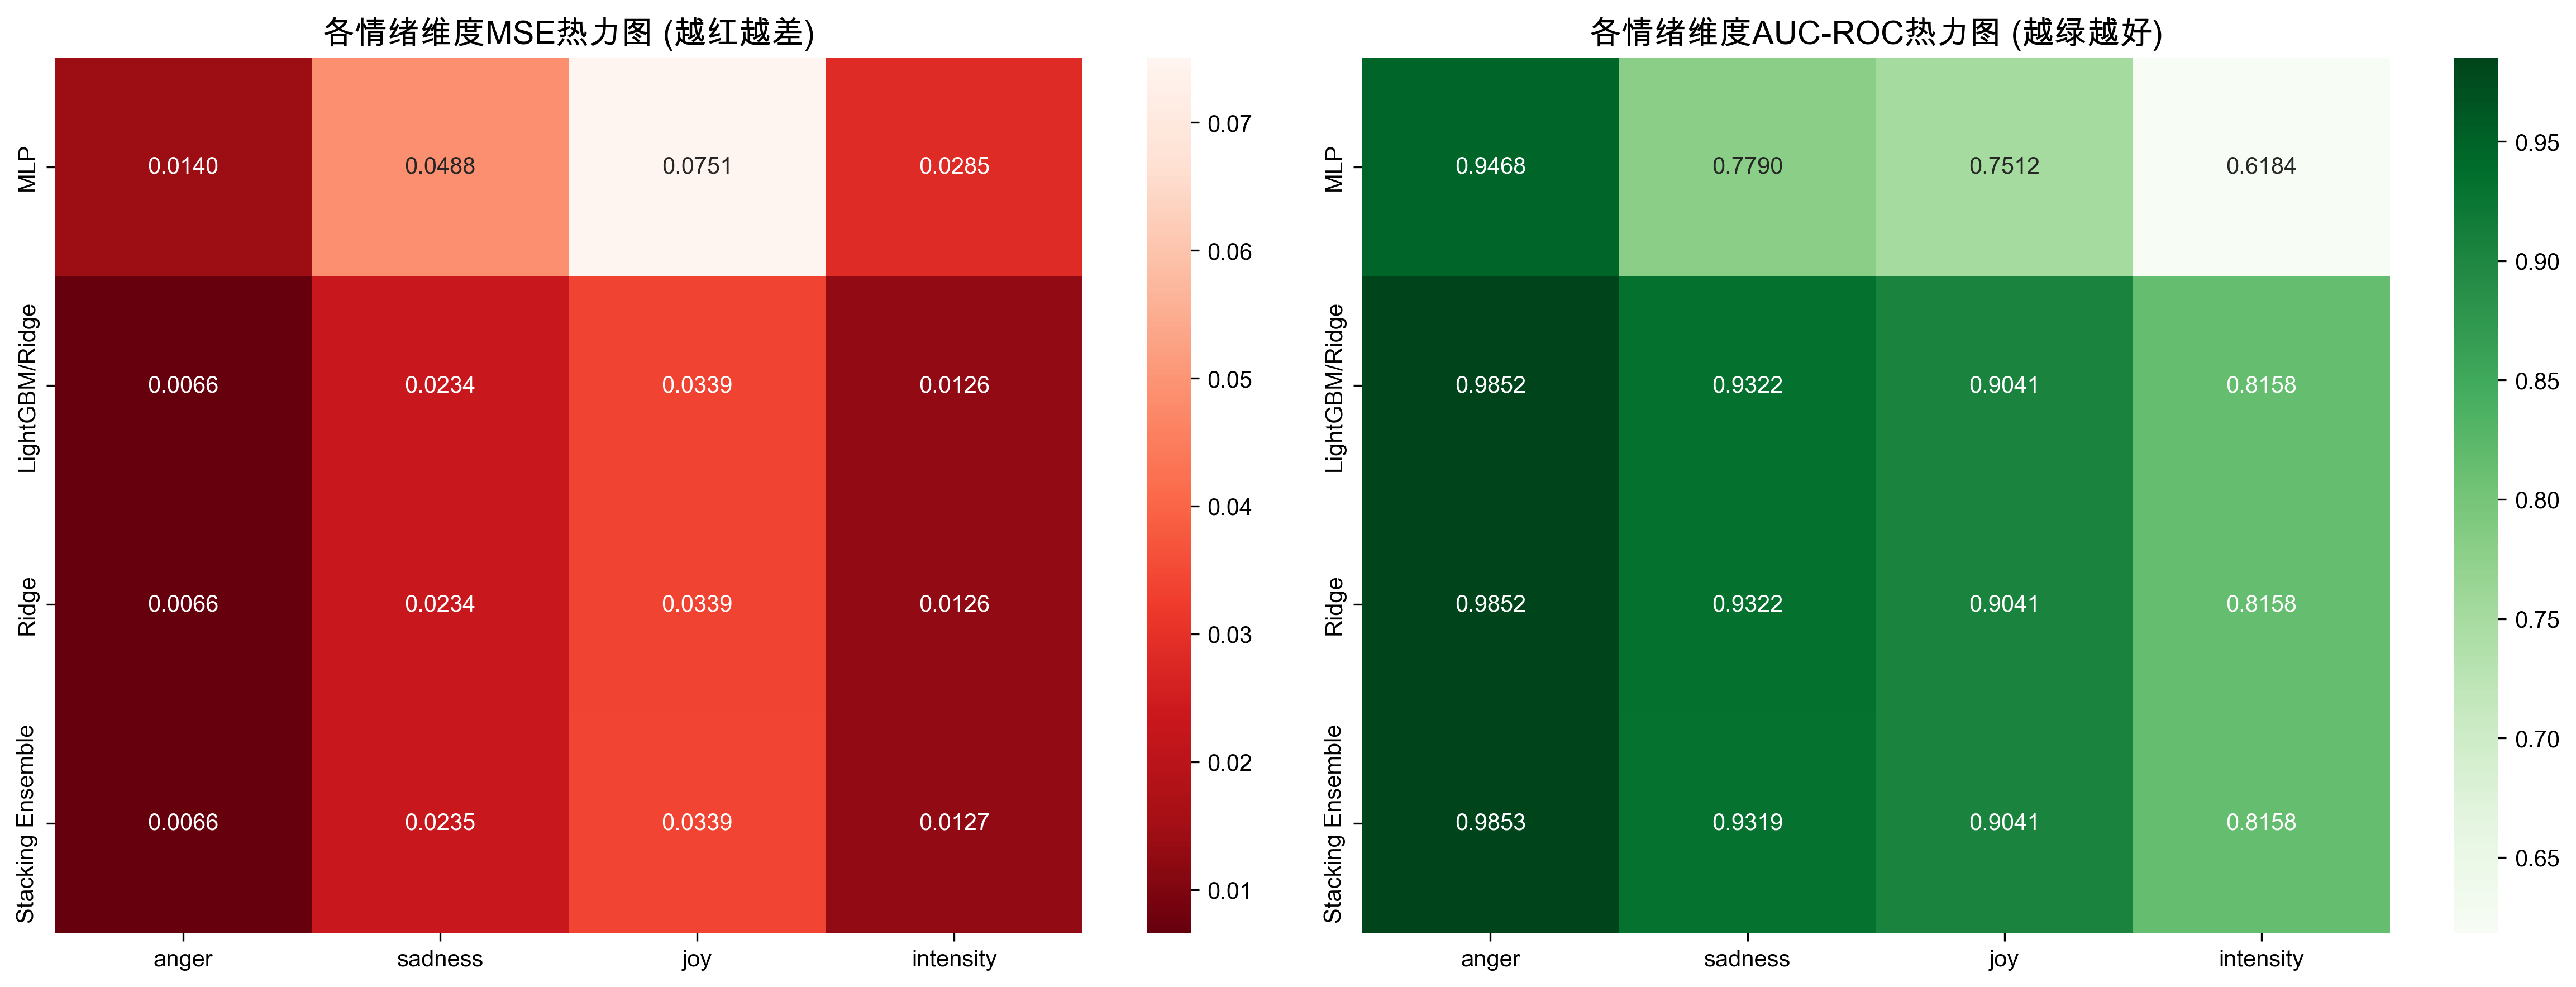 各情绪维度MSE热力图 (越红越差)
MLP
0.0140 0.0488 0.0751 0.0285
LightGBM/Ridge
0.0066 0.0234 0.0339 0.0126
Ridge
0.0066 0.0234 0.0339 0.0126
Stacking Ensemble
0.0066 0.0235 0.0339 0.0127
anger sadness joy intensity
0.07
0.06
0.05
0.04
0.03
0.02
0.01
各情绪维度AUC-ROC热力图 (越绿越好)
MLP
0.9468 0.7790 0.7512 0.6184
LightGBM/Ridge
0.9852 0.9322 0.9041 0.8158
Ridge
0.9852 0.9322 0.9041 0.8158
Stacking Ensemble
0.9853 0.9319 0.9041 0.8158
anger sadness joy intensity
0.95
0.90
0.85
0.80
0.75
0.70
0.65